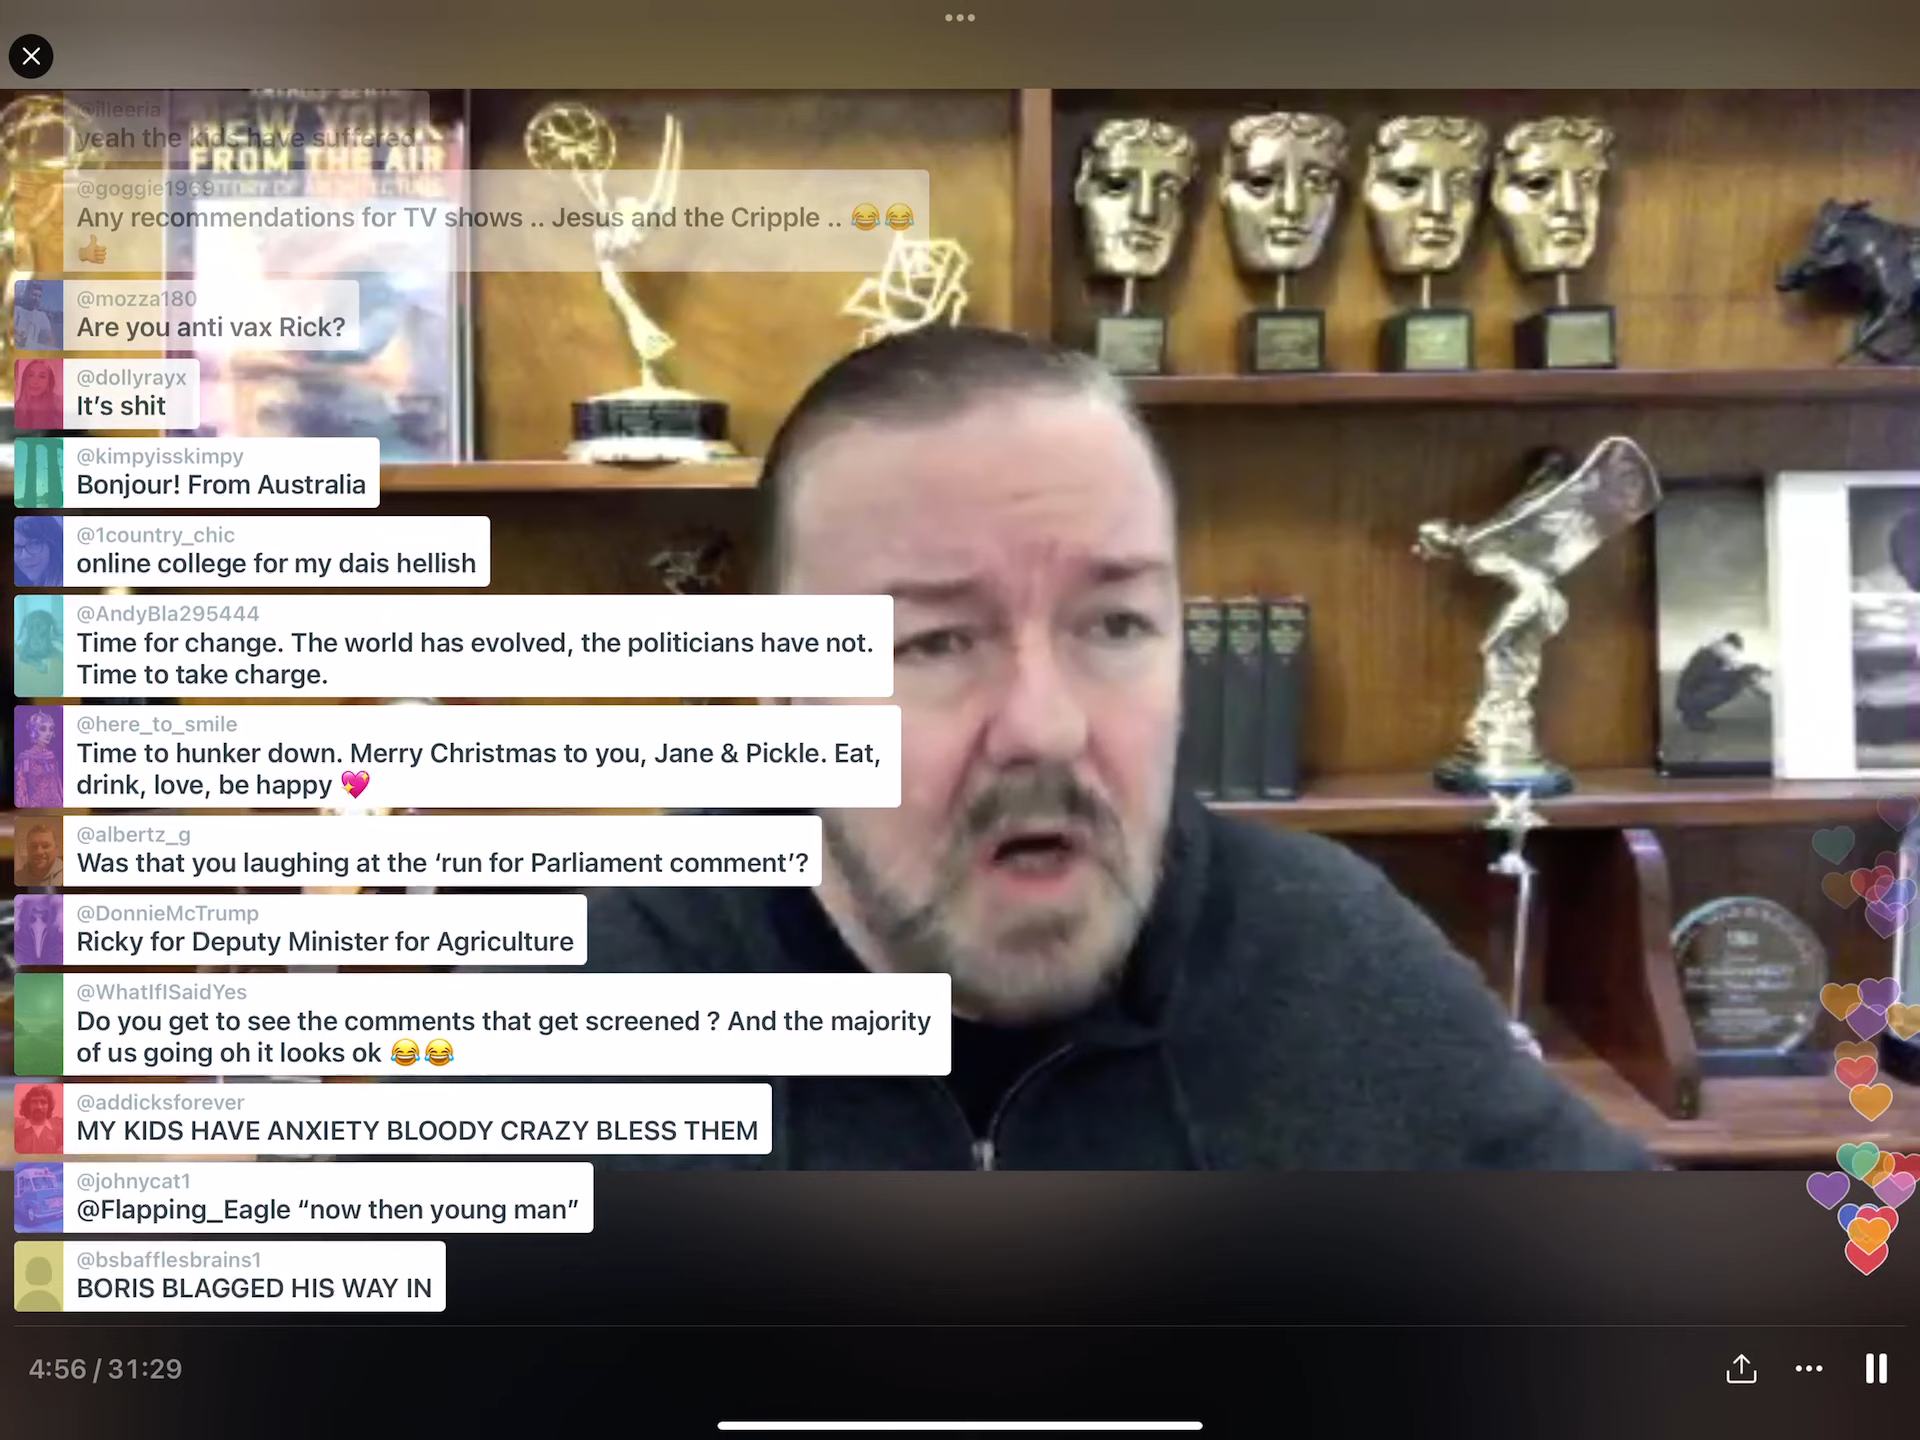 @illeeria
yeah the kids have suffered
FROM THE AIR
@goggie1969
Any recommendations for TV shows .. Jesus and the Cripple .. 😂😂
👍
@mozza180
Are you anti vax Rick?
@dollyrayx
It’s shit
@kimpyisskimpy
Bonjour! From Australia
@1country_chic
online college for my dais hellish
@AndyBla295444
Time for change. The world has evolved, the politicians have not.
Time to take charge.
@here_to_smile
Time to hunker down. Merry Christmas to you, Jane & Pickle. Eat,
drink, love, be happy 💖
@albertz_g
Was that you laughing at the ‘run for Parliament comment’?
@DonnieMcTrump
Ricky for Deputy Minister for Agriculture
@WhatIfISaidYes
Do you get to see the comments that get screened ? And the majority
of us going oh it looks ok 😂😂
@addicksforever
MY KIDS HAVE ANXIETY BLOODY CRAZY BLESS THEM
@johnycat1
@Flapping_Eagle “now then young man”
@bsbafflesbrains1
BORIS BLAGGED HIS WAY IN
4:56 / 31:29